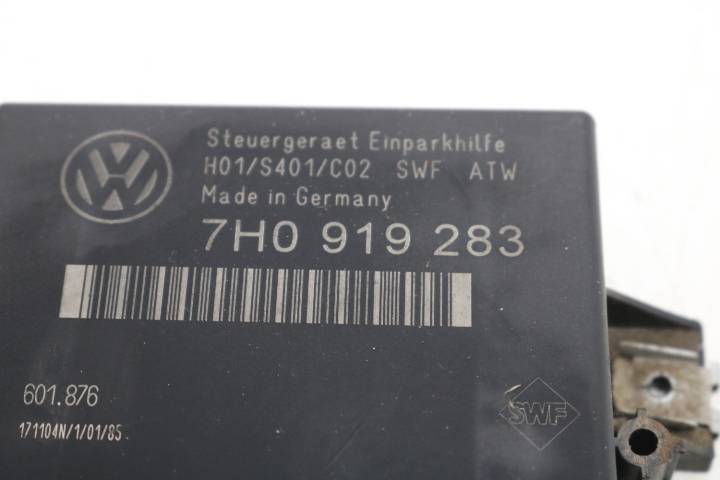 Steuergeraet Einparkhilfe
H01/S401/C02 SWF ATW
Made in Germany
7H0 919 283
601.876
171104N/1/01/85
SWF